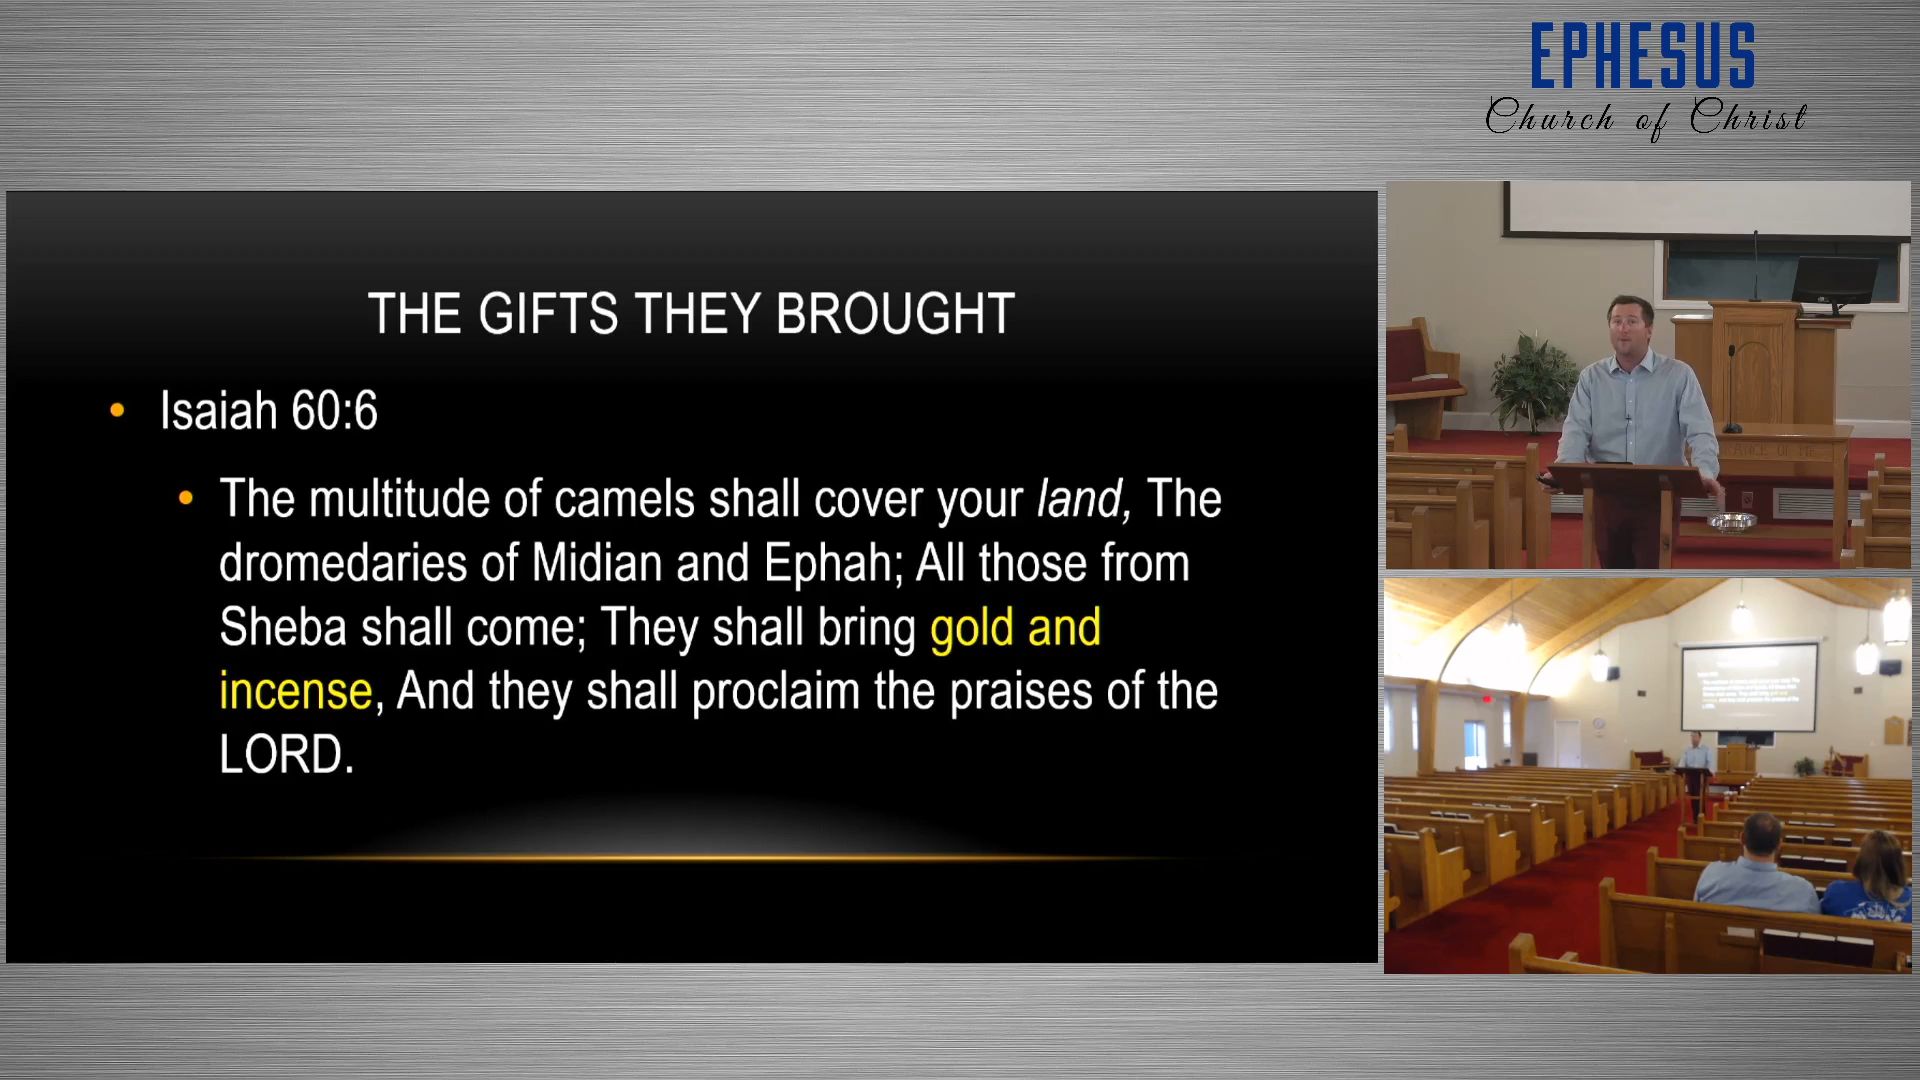 EPHESUS
Church of Christ
THE GIFTS THEY BROUGHT
• Isaiah 60:6
• The multitude of camels shall cover your land, The
dromedaries of Midian and Ephah; All those from
Sheba shall come; They shall bring gold and
incense, And they shall proclaim the praises of the
LORD.